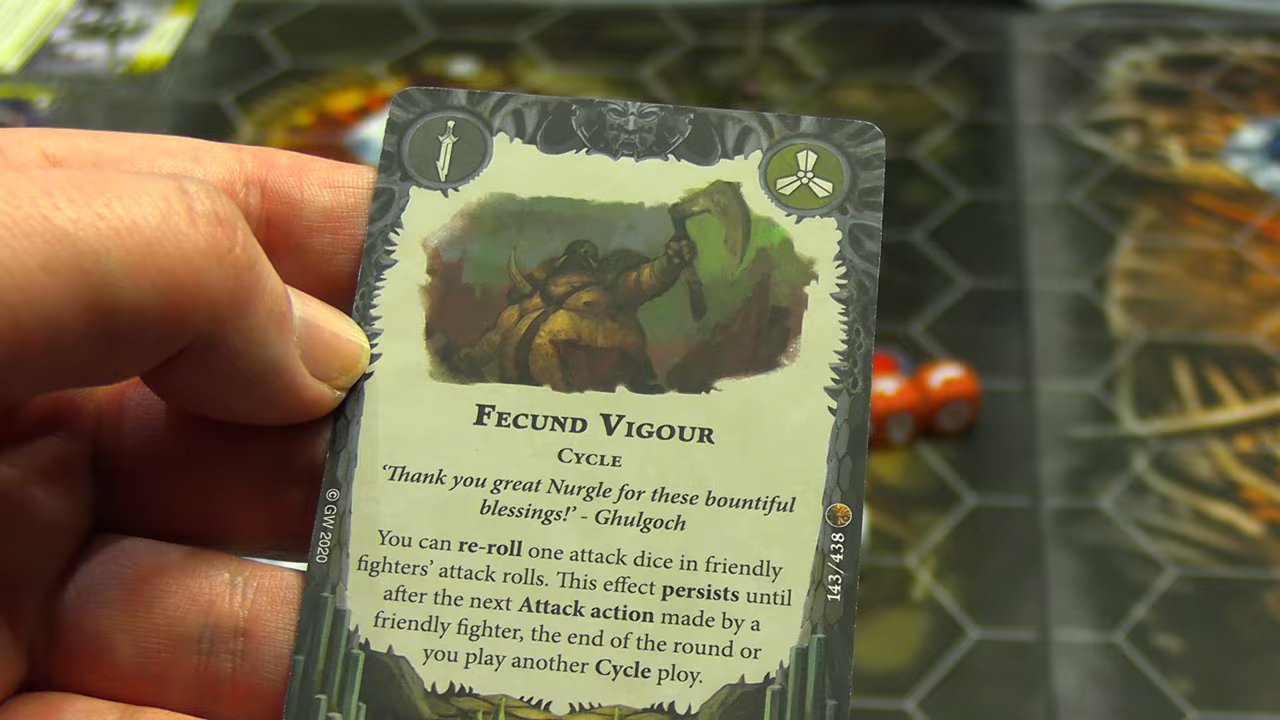 FECUND VIGOUR
CYCLE
‘Thank you great Nurgle for these bountiful
blessings!’ - Ghulgoch
You can re-roll one attack dice in friendly
fighters’ attack rolls. This effect persists until
after the next Attack action made by a
friendly fighter, the end of the round or
you play another Cycle ploy.
© GW 2020
143/438